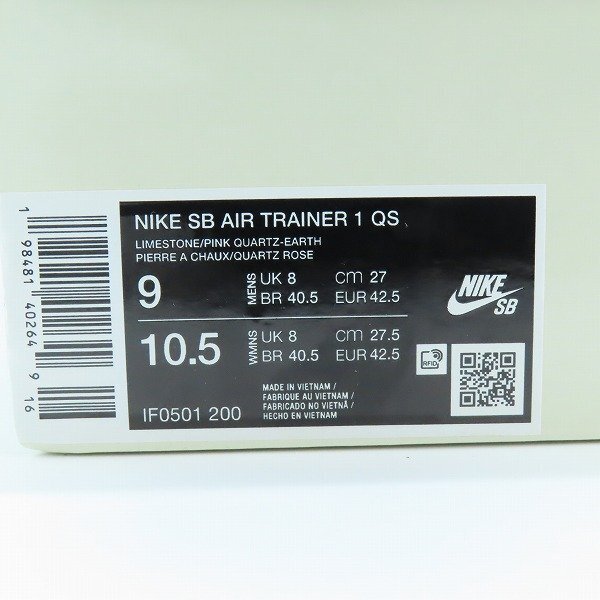 1 98481 40264 9 16
NIKE SB AIR TRAINER 1 QS
LIMESTONE/PINK QUARTZ-EARTH
PIERRE A CHAUX/QUARTZ ROSE
9 MENS UK 8 CM 27
BR 40.5 EUR 42.5
10.5 WMNS UK 8 CM 27.5
BR 40.5 EUR 42.5
NIKE
SB
RFID
MADE IN VIETNAM /
FABRIQUE AU VIETNAM /
FABRICADO NO VIETNÃ /
HECHO EN VIETNAM
IF0501 200